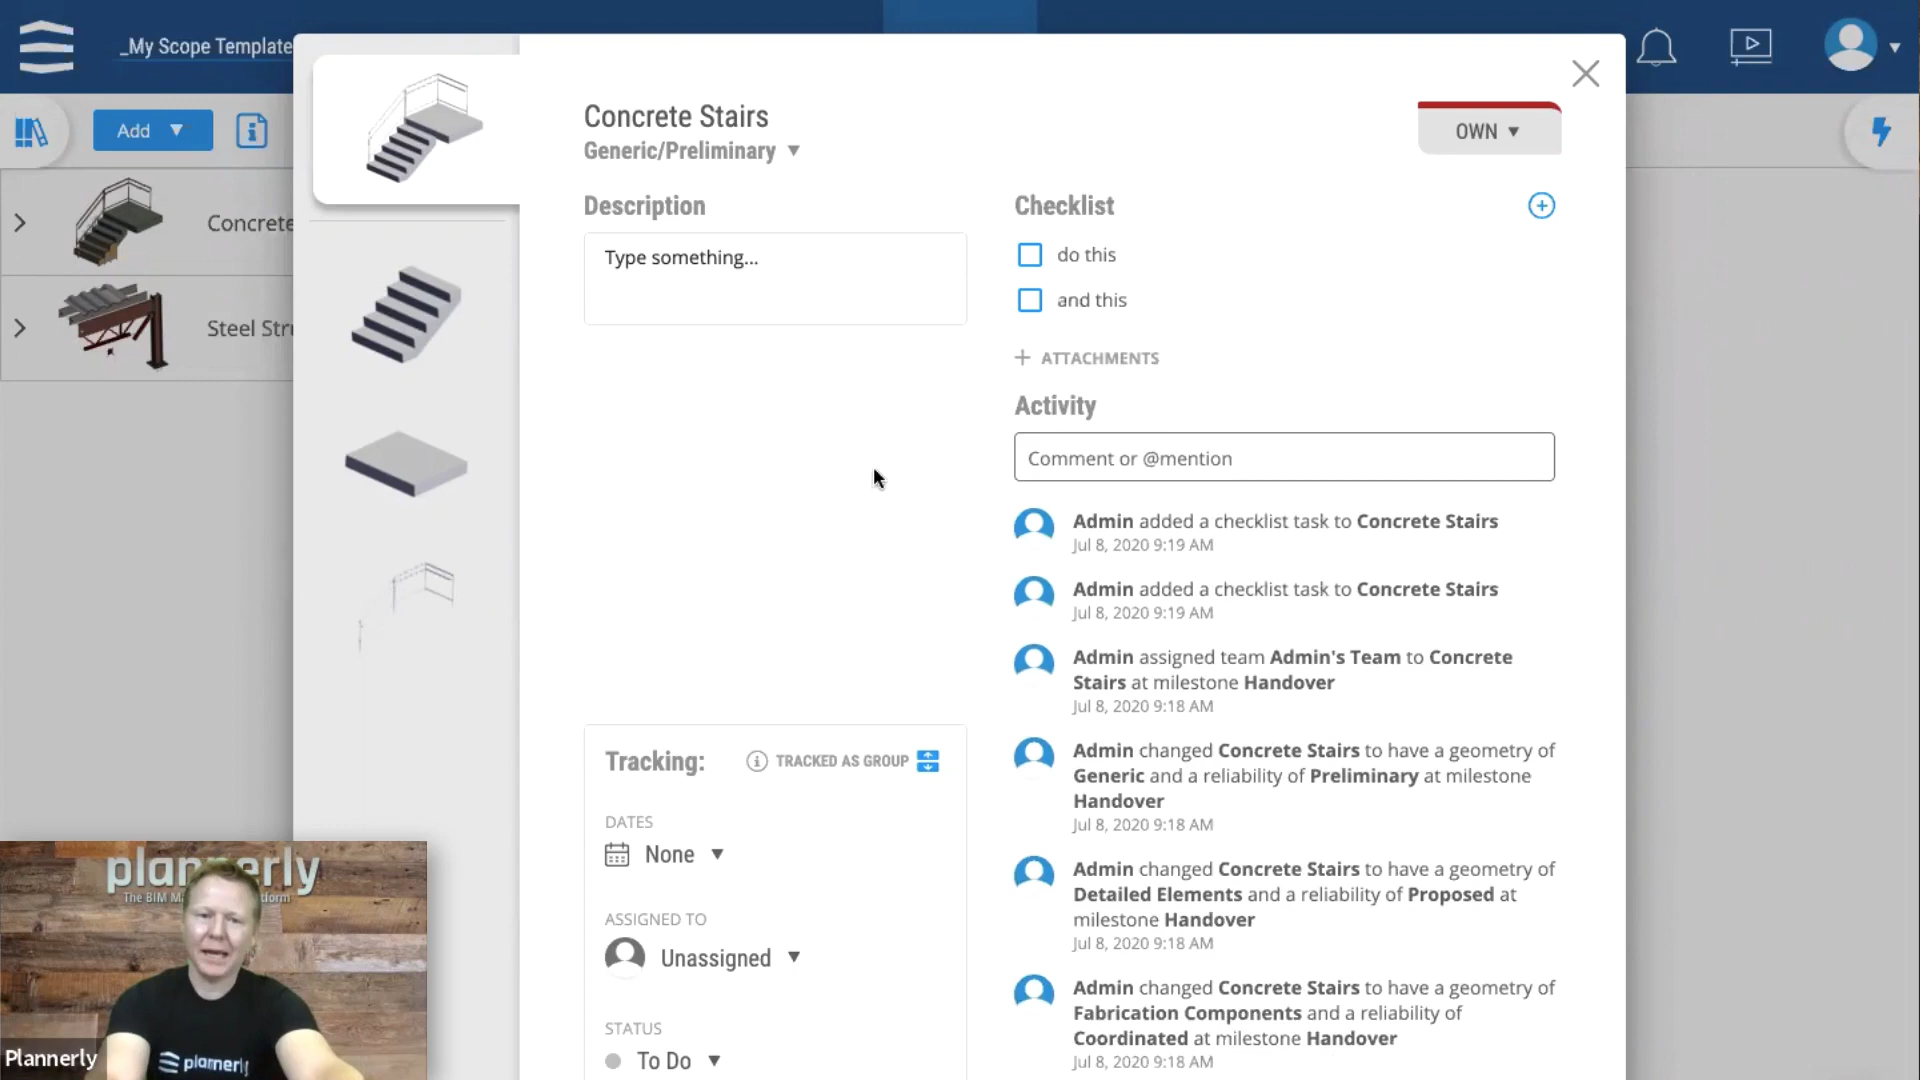 _My Scope Template
Add
Concrete
Steel Str
Concrete Stairs
Generic/Preliminary
OWN
Description
Type something...
Checklist
do this
and this
ATTACHMENTS
Activity
Comment or @mention
Admin added a checklist task to Concrete Stairs
Jul 8, 2020 9:19 AM
Admin added a checklist task to Concrete Stairs
Jul 8, 2020 9:19 AM
Admin assigned team Admin's Team to Concrete
Stairs at milestone Handover
Jul 8, 2020 9:18 AM
Admin changed Concrete Stairs to have a geometry of
Generic and a reliability of Preliminary at milestone
Handover
Jul 8, 2020 9:18 AM
Admin changed Concrete Stairs to have a geometry of
Detailed Elements and a reliability of Proposed at
milestone Handover
Jul 8, 2020 9:18 AM
Admin changed Concrete Stairs to have a geometry of
Fabrication Components and a reliability of
Coordinated at milestone Handover
Jul 8, 2020 9:18 AM
Tracking:
TRACKED AS GROUP
DATES
None
ASSIGNED TO
Unassigned
STATUS
To Do
plannerly
The BIM
plannerly
Plannerly